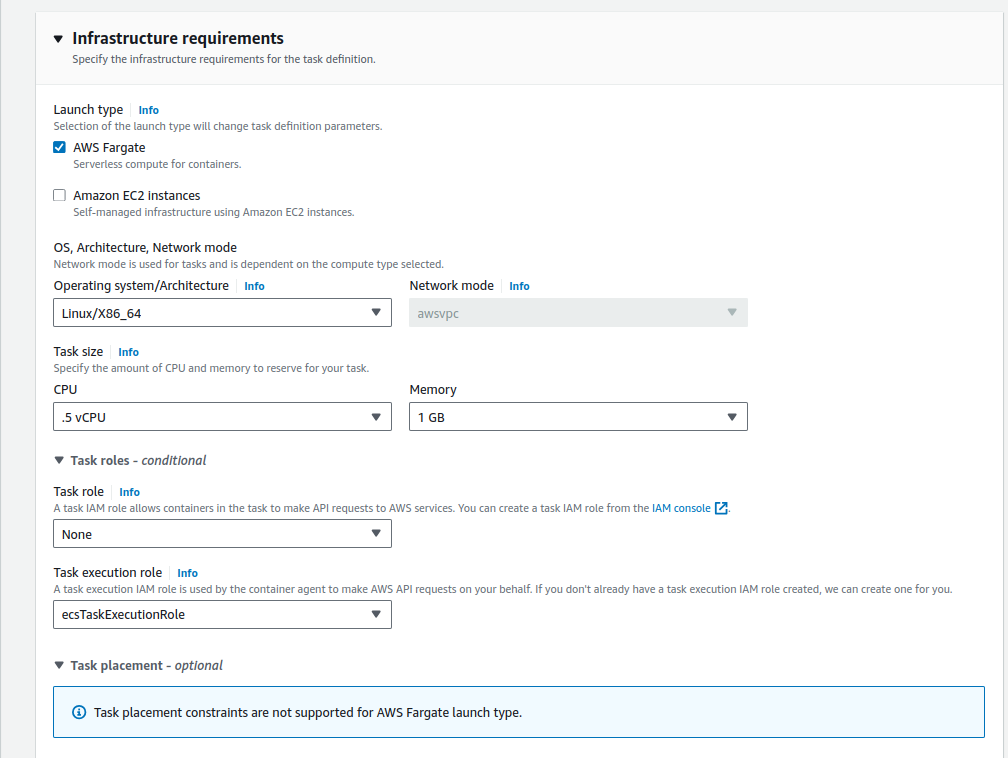 Infrastructure requirements
Specify the infrastructure requirements for the task definition.
Launch type Info
Selection of the launch type will change task definition parameters.
AWS Fargate
Serverless compute for containers.
Amazon EC2 instances
Self-managed infrastructure using Amazon EC2 instances.
OS, Architecture, Network mode
Network mode is used for tasks and is dependent on the compute type selected.
Operating system/Architecture Info Network mode Info
Linux/X86_64 awsvpc
Task size Info
Specify the amount of CPU and memory to reserve for your task.
CPU Memory
.5 vCPU 1 GB
Task roles - conditional
Task role Info
A task IAM role allows containers in the task to make API requests to AWS services. You can create a task IAM role from the IAM console.
None
Task execution role Info
A task execution IAM role is used by the container agent to make AWS API requests on your behalf. If you don't already have a task execution IAM role created, we can create one for you.
ecsTaskExecutionRole
Task placement - optional
Task placement constraints are not supported for AWS Fargate launch type.